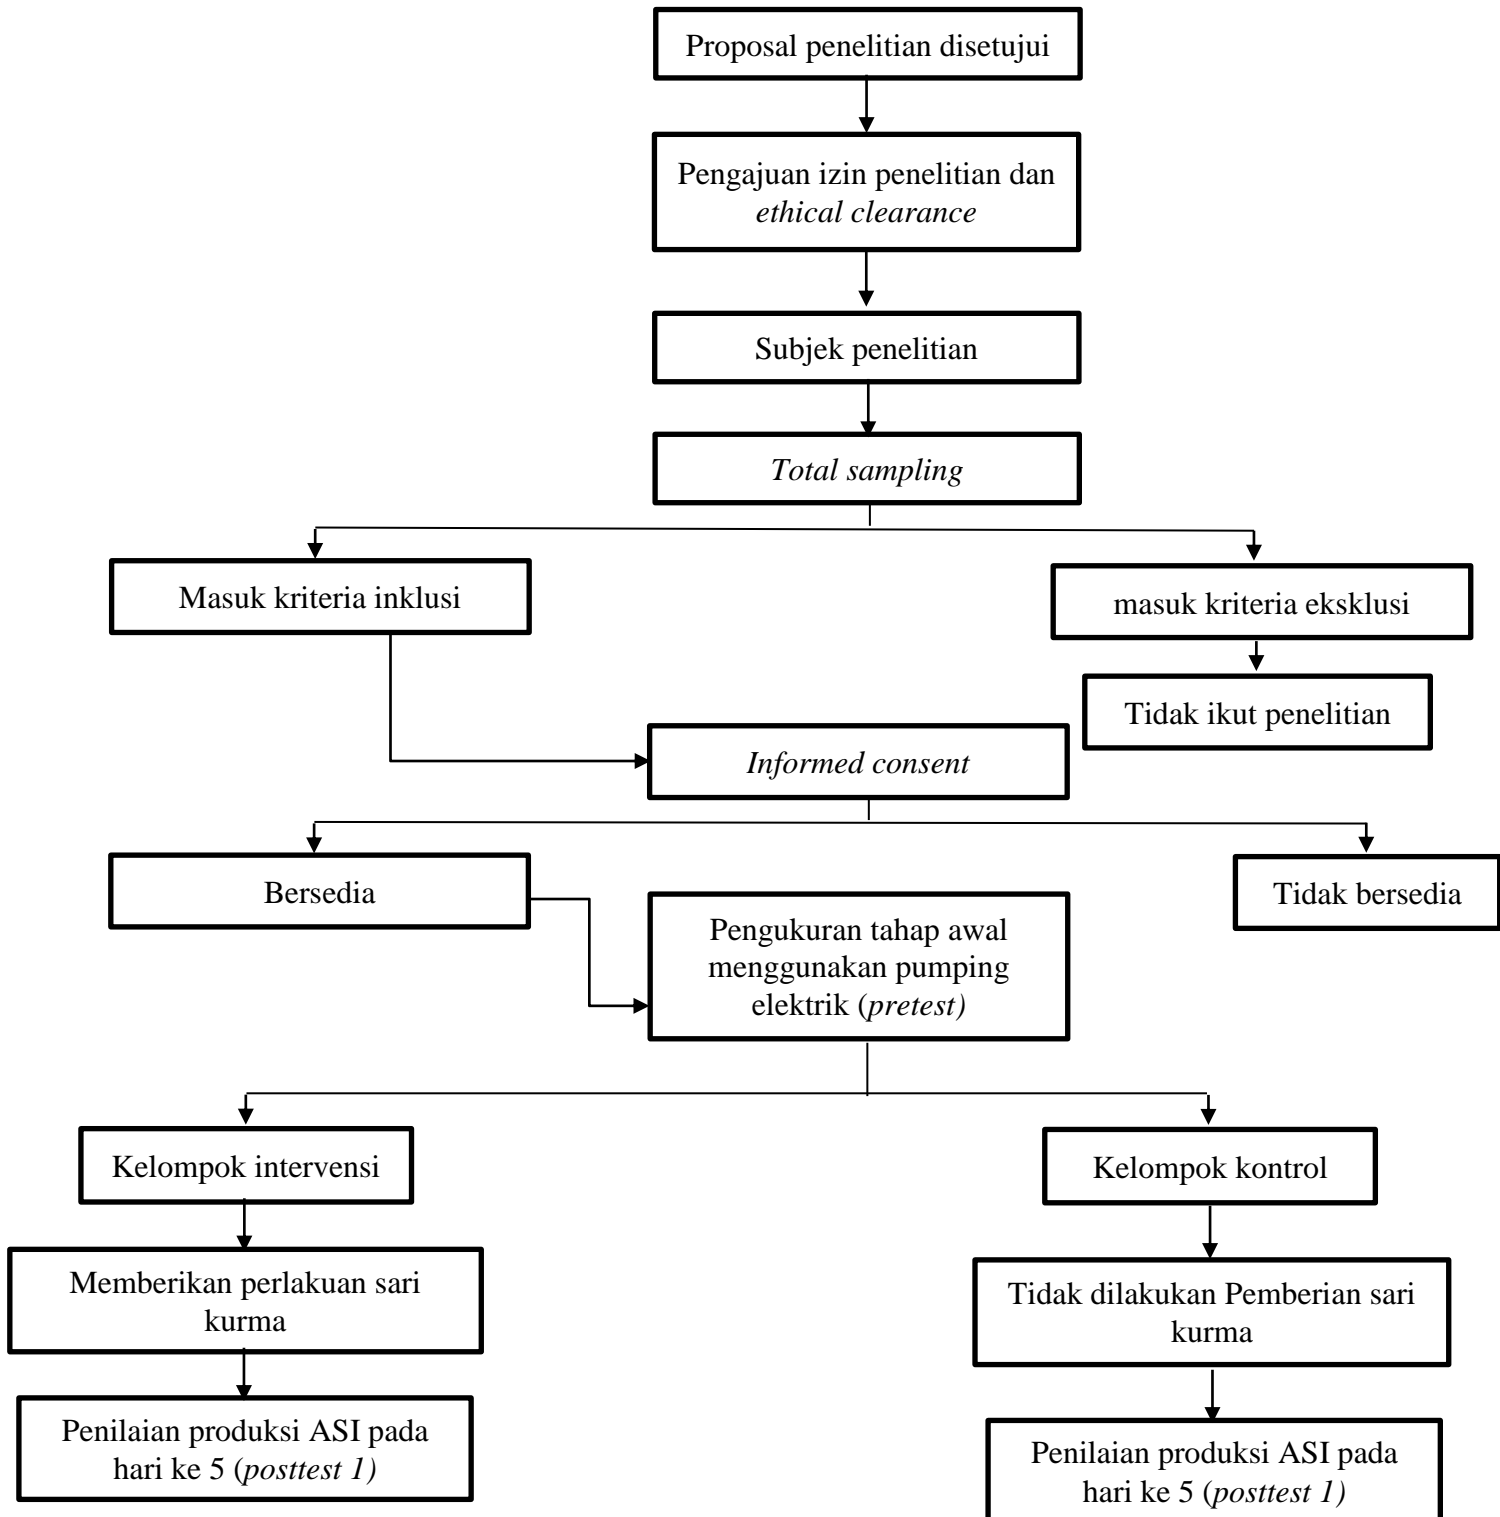 Proposal penelitian disetujui
Pengajuan izin penelitian dan
ethical clearance
Subjek penelitian
Total sampling
Masuk kriteria inklusi
masuk kriteria eksklusi
Tidak ikut penelitian
Informed consent
Bersedia
Tidak bersedia
Pengukuran tahap awal
menggunakan pumping
elektrik (pretest)
Kelompok intervensi
Kelompok kontrol
Memberikan perlakuan sari
kurma
Tidak dilakukan Pemberian sari
kurma
Penilaian produksi ASI pada
hari ke 5 (posttest 1)
Penilaian produksi ASI pada
hari ke 5 (posttest 1)